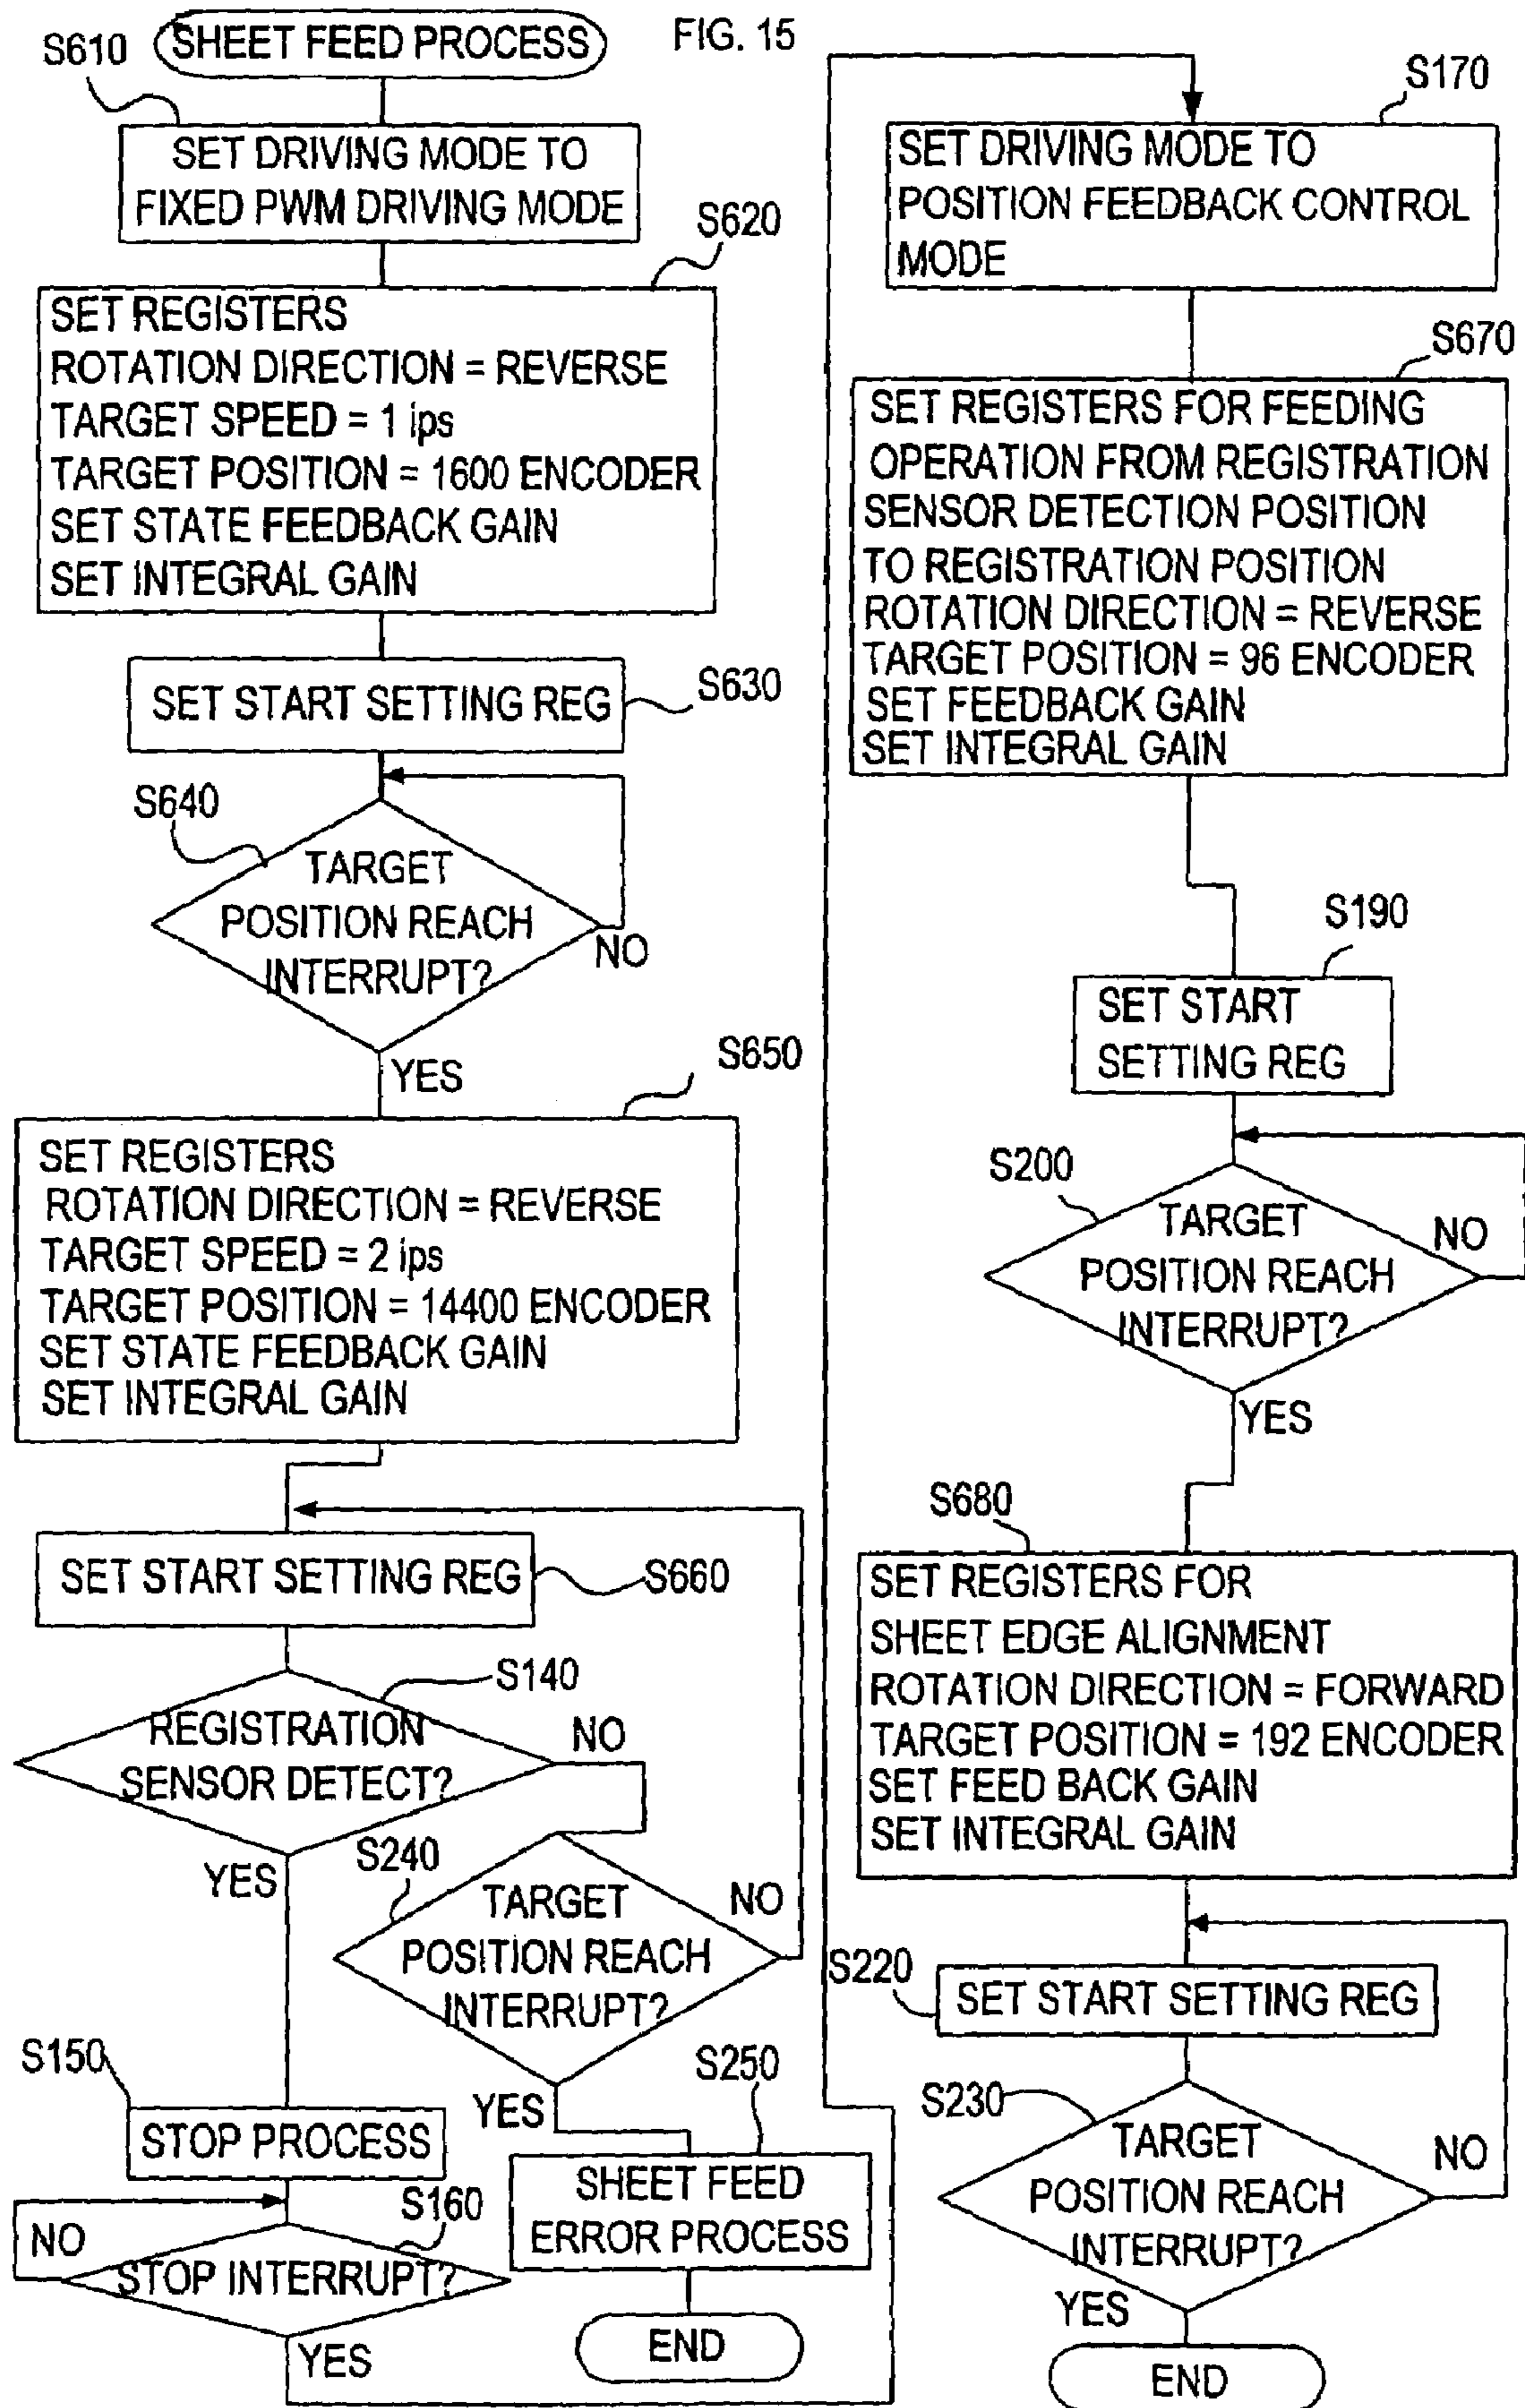 FIG. 15
SHEET FEED PROCESS
S610
SET DRIVING MODE TO
FIXED PWM DRIVING MODE
S620
SET REGISTERS
ROTATION DIRECTION = REVERSE
TARGET SPEED = 1 ips
TARGET POSITION = 1600 ENCODER
SET STATE FEEDBACK GAIN
SET INTEGRAL GAIN
SET START SETTING REG
S630
S640
TARGET
POSITION REACH
INTERRUPT?
NO
YES
S650
SET REGISTERS
ROTATION DIRECTION = REVERSE
TARGET SPEED = 2 ips
TARGET POSITION = 14400 ENCODER
SET STATE FEEDBACK GAIN
SET INTEGRAL GAIN
SET START SETTING REG
S660
S140
REGISTRATION
SENSOR DETECT?
NO
YES
S240
TARGET
POSITION REACH
INTERRUPT?
NO
YES
S150
STOP PROCESS
S160
NO
STOP INTERRUPT?
YES
S250
SHEET FEED
ERROR PROCESS
END
S170
SET DRIVING MODE TO
POSITION FEEDBACK CONTROL
MODE
S670
SET REGISTERS FOR FEEDING
OPERATION FROM REGISTRATION
SENSOR DETECTION POSITION
TO REGISTRATION POSITION
ROTATION DIRECTION = REVERSE
TARGET POSITION = 96 ENCODER
SET FEEDBACK GAIN
SET INTEGRAL GAIN
S190
SET START
SETTING REG
S200
TARGET
POSITION REACH
INTERRUPT?
NO
YES
S680
SET REGISTERS FOR
SHEET EDGE ALIGNMENT
ROTATION DIRECTION = FORWARD
TARGET POSITION = 192 ENCODER
SET FEED BACK GAIN
SET INTEGRAL GAIN
S220
SET START SETTING REG
S230
TARGET
POSITION REACH
INTERRUPT?
NO
YES
END